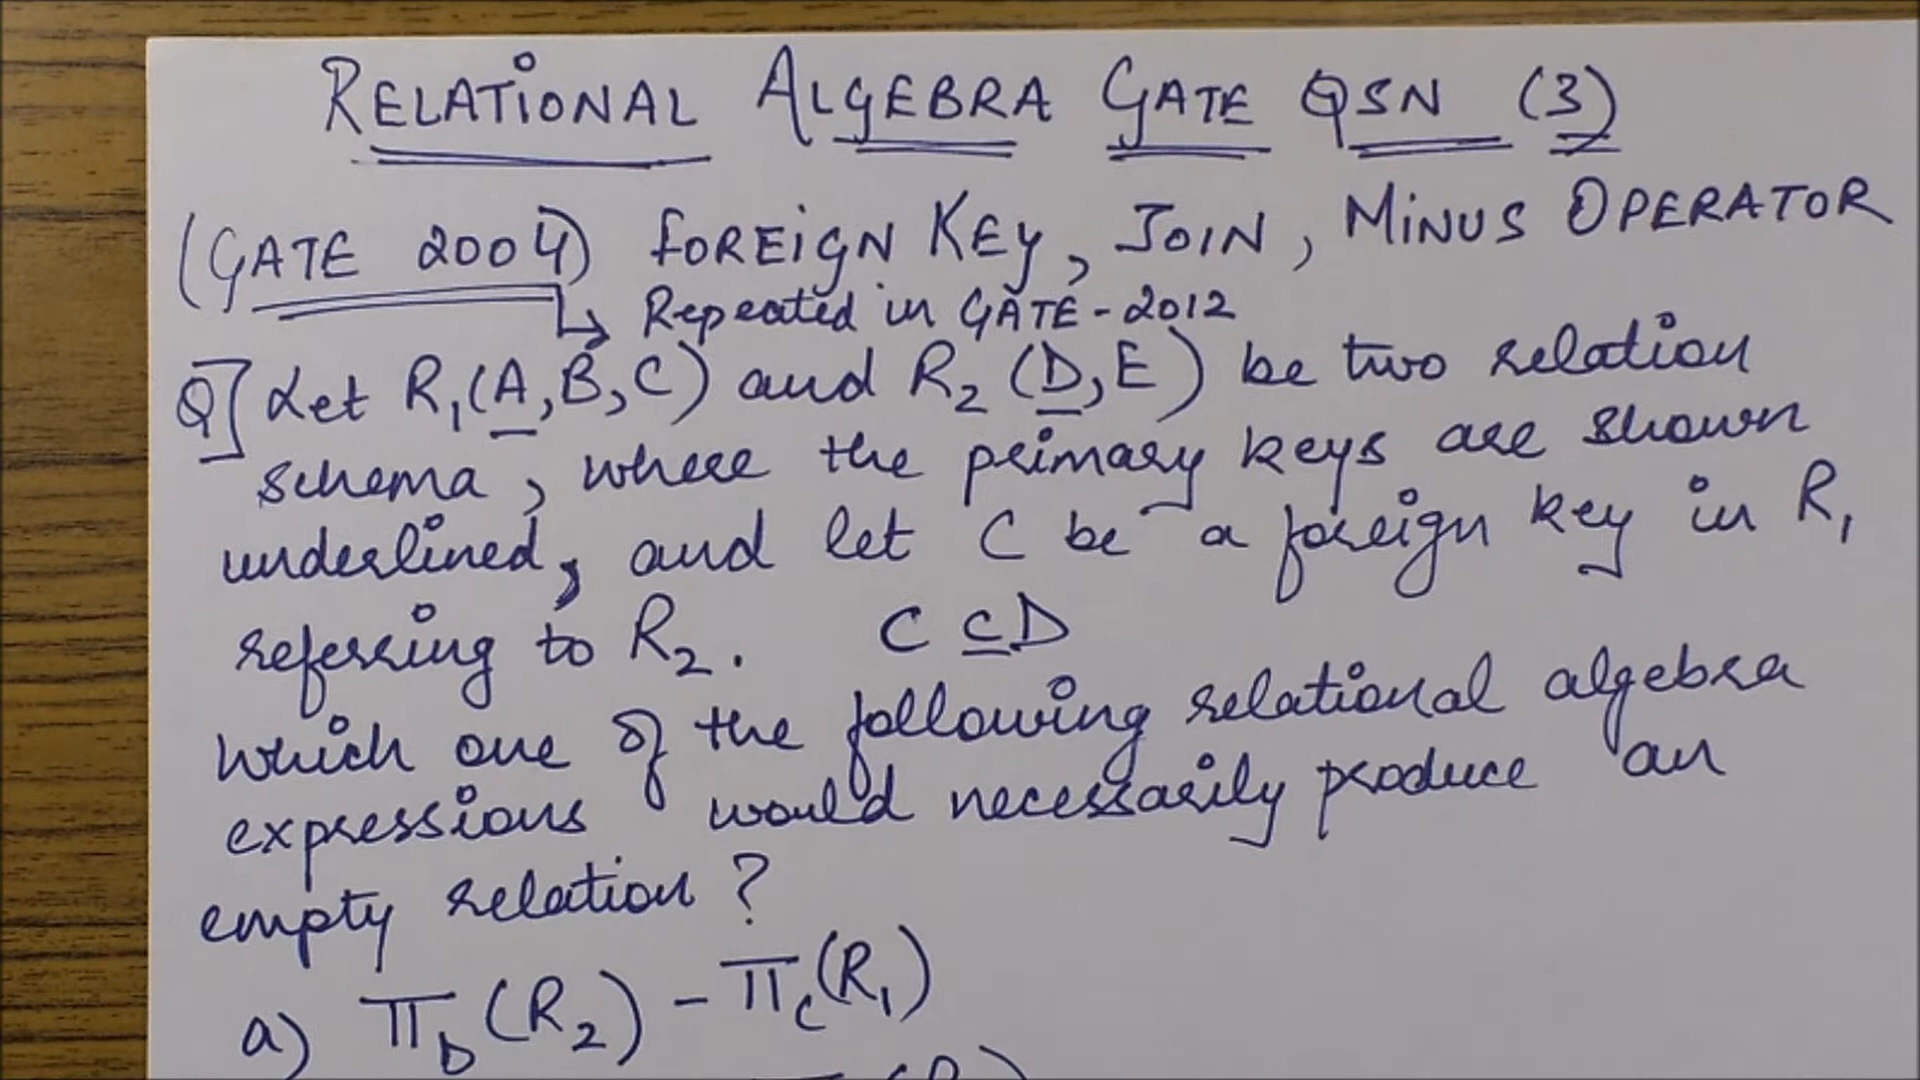 RELATIONAL ALGEBRA GATE QSN (3)
(GATE 2004) FOREIGN KEY, JOIN, MINUS OPERATOR
↳ Repeated in GATE-2012
Q] Let R₁(A,B,C) and R₂(D,E) be two relation
schema, where the primary keys are shown
underlined, and let C be a foreign key in R₁
referring to R₂. C ⊆ D
which one of the following relational algebra
expressions would necessarily produce an
empty relation?
a) π_D(R₂) - π_C(R₁)